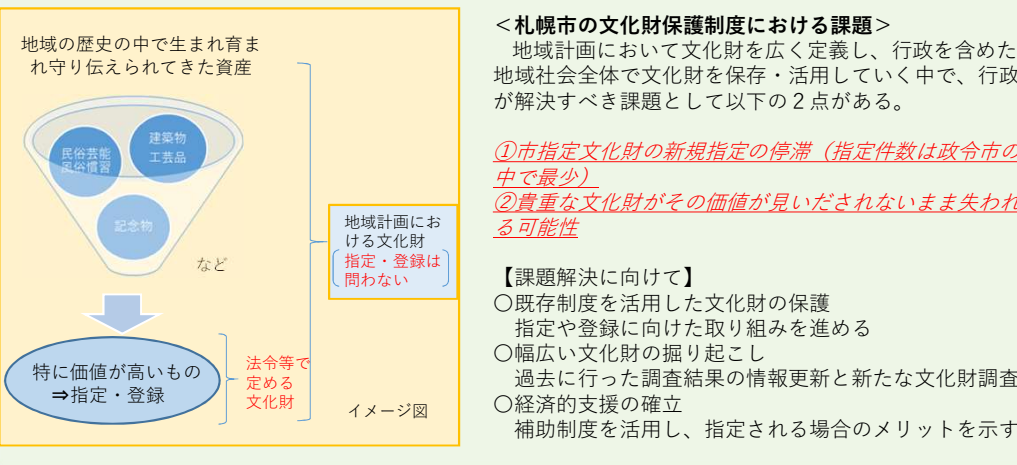 地域の歴史の中で生まれ育ま
れ守り伝えられてきた資産
建築物
工芸品
民俗芸能
風俗慣習
記念物
など
特に価値が高いもの
⇒指定・登録
法令等で
定める
文化財
地域計画にお
ける文化財
指定・登録は
問わない
イメージ図
＜札幌市の文化財保護制度における課題＞
地域計画において文化財を広く定義し、行政を含めた
地域社会全体で文化財を保存・活用していく中で、行政
が解決すべき課題として以下の２点がある。
①市指定文化財の新規指定の停滞（指定件数は政令市の
中で最少）
②貴重な文化財がその価値が見いだされないまま失われ
る可能性
【課題解決に向けて】
〇既存制度を活用した文化財の保護
指定や登録に向けた取り組みを進める
〇幅広い文化財の掘り起こし
過去に行った調査結果の情報更新と新たな文化財調査
〇経済的支援の確立
補助制度を活用し、指定される場合のメリットを示す